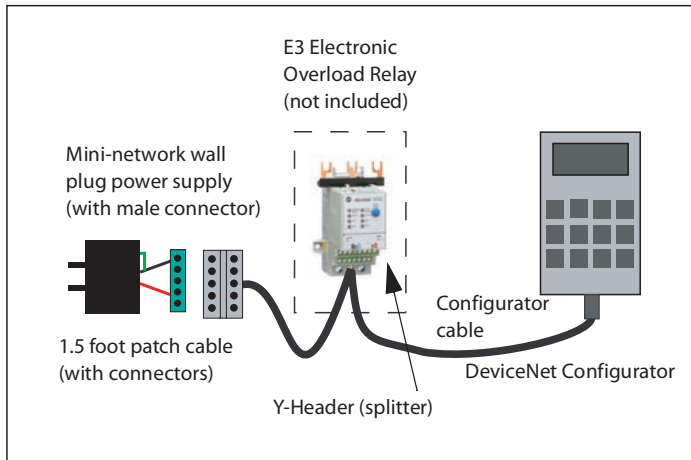 E3 Electronic
Overload Relay
(not included)
Mini-network wall
plug power supply
(with male connector)
1.5 foot patch cable
(with connectors)
Configurator
cable
DeviceNet Configurator
Y-Header (splitter)